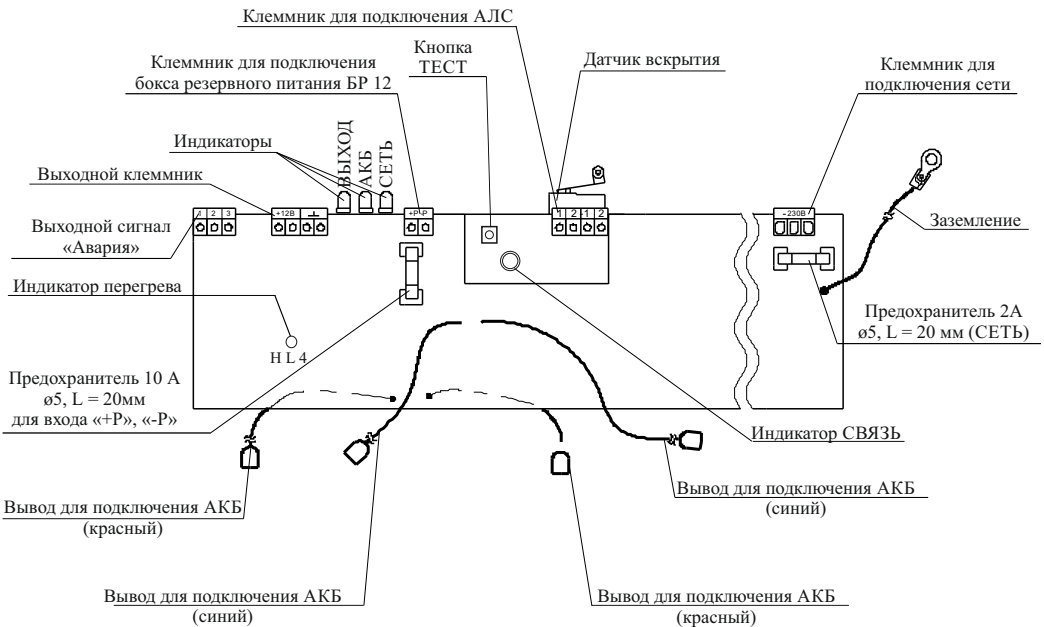 Клеммник для подключения АЛС
Кнопка
ТЕСТ
Датчик вскрытия
Клеммник для подключения
бокса резервного питания БР 12
Клеммник для
подключения сети
Индикаторы
ВЫХОД
АКБ
СЕТЬ
Выходной клеммник
1 2 3
+12В ⊥
+Р -Р
1 2 1 2
~230В
Выходной сигнал
«Авария»
Заземление
Индикатор перегрева
H L 4
Предохранитель 2А
ø5, L = 20 мм (СЕТЬ)
Предохранитель 10 А
ø5, L = 20мм
для входа «+Р», «-Р»
Индикатор СВЯЗЬ
Вывод для подключения АКБ
(красный)
Вывод для подключения АКБ
(синий)
Вывод для подключения АКБ
(синий)
Вывод для подключения АКБ
(красный)